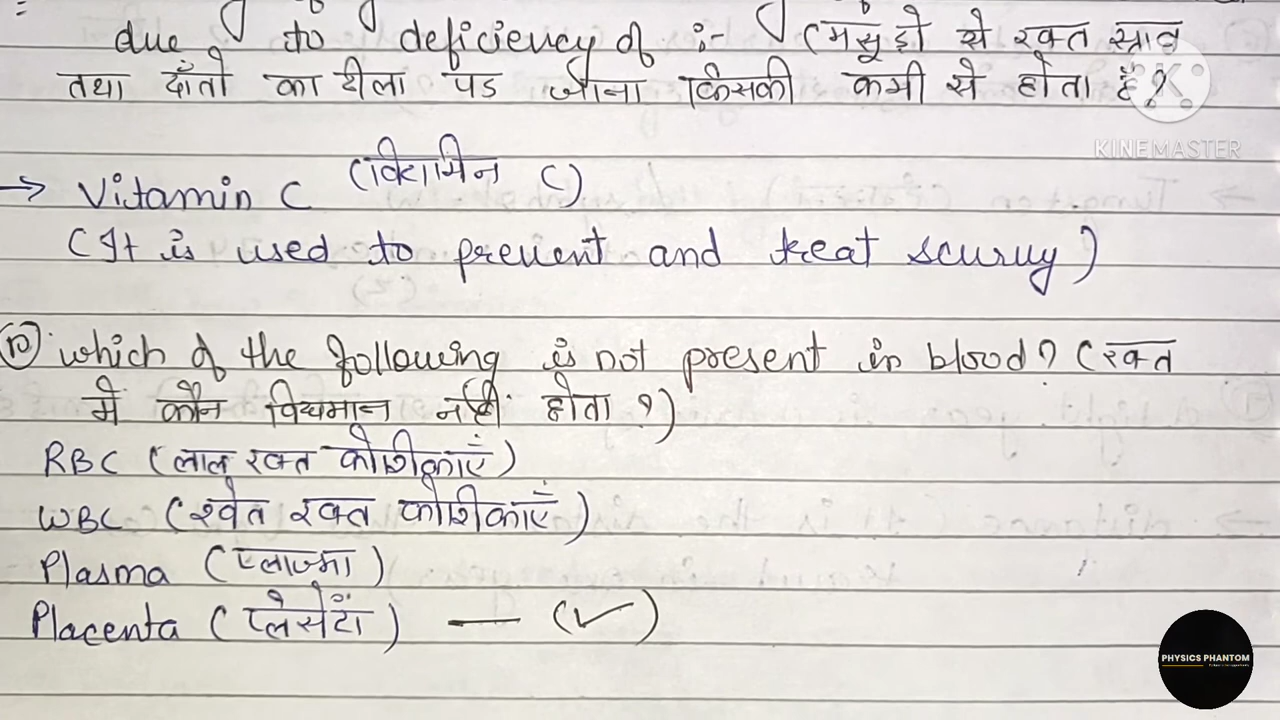 due to deficiency of :- (मसूड़ो से रक्त स्त्राव
तथा दाँतो का ढीला पड जाना किसकी कमी से होता है?
KINEMASTER
→ Vitamin C (विटामिन C)
(It is used to prevent and treat scurvy)
(10) which of the following is not present in blood? (रक्त
में कौन विद्यमान नहीं होता ?)
RBC (लाल रक्त कोशिकाएं)
WBC (श्वेत रक्त कोशिकाएं)
Plasma (प्लाज्मा)
Placenta (प्लेसेंटा) — (✓)
PHYSICS PHANTOM